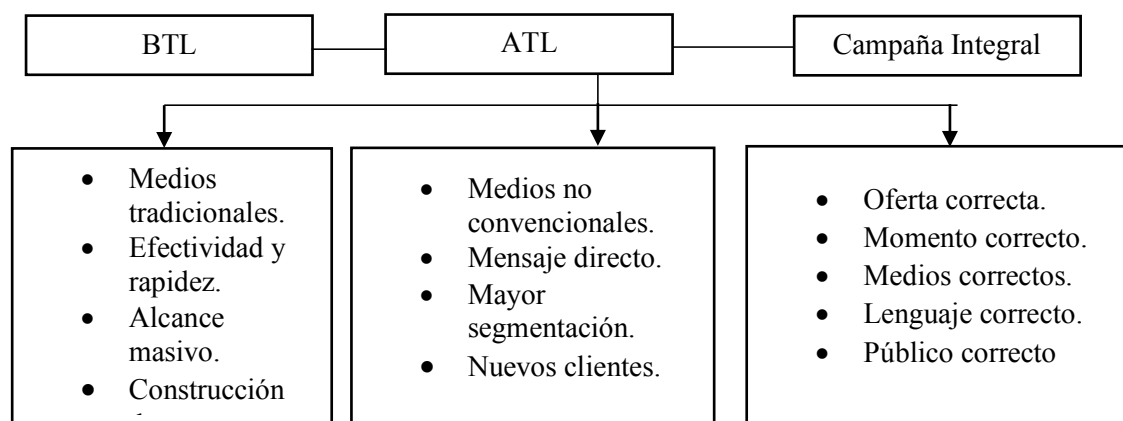 BTL
ATL
Campaña Integral
• Medios
tradicionales.
• Efectividad y
rapidez.
• Alcance
masivo.
• Construcción
• Medios no
convencionales.
• Mensaje directo.
• Mayor
segmentación.
• Nuevos clientes.
• Oferta correcta.
• Momento correcto.
• Medios correctos.
• Lenguaje correcto.
• Público correcto